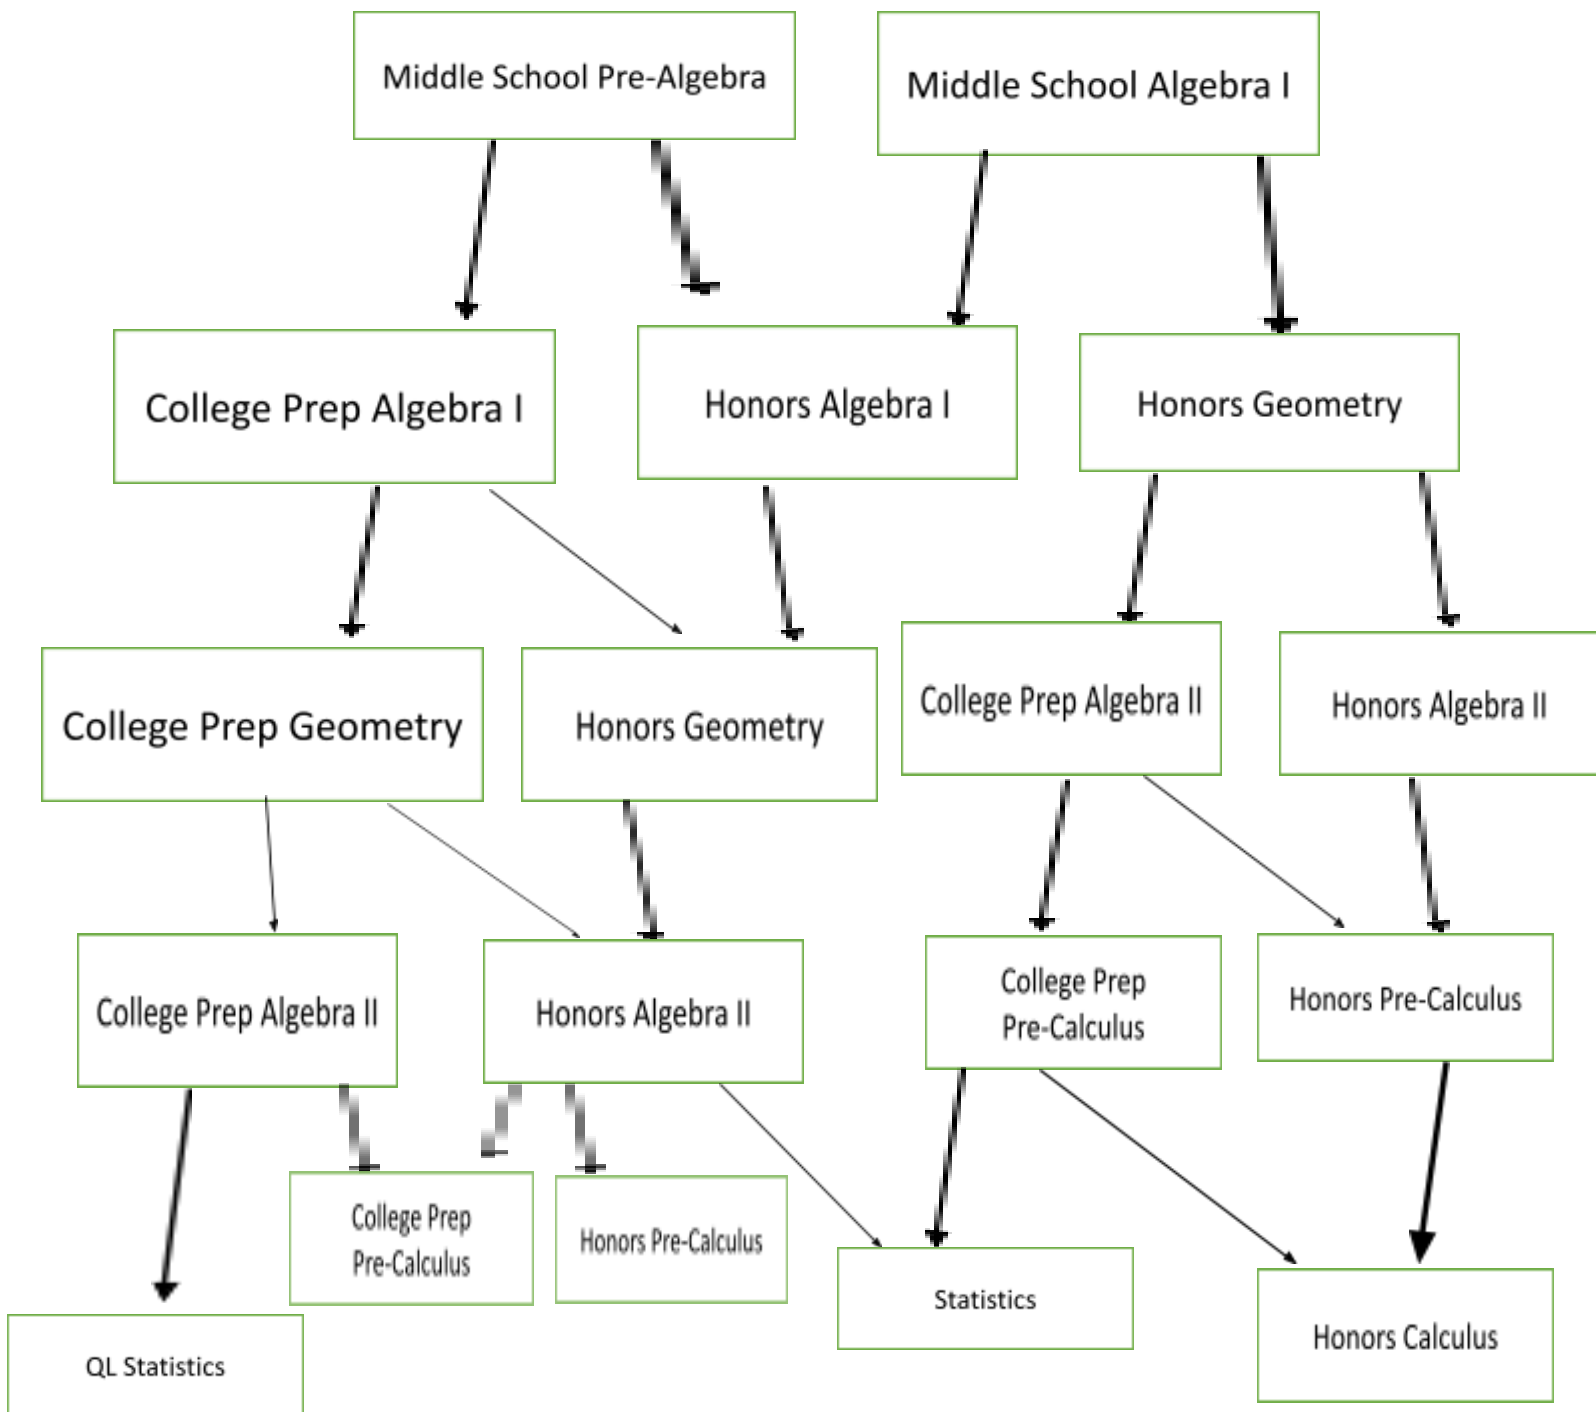 Middle School Pre-Algebra
Middle School Algebra I
College Prep Algebra I
Honors Algebra I
Honors Geometry
College Prep Geometry
Honors Geometry
College Prep Algebra II
Honors Algebra II
College Prep Algebra II
Honors Algebra II
College Prep
Pre-Calculus
Honors Pre-Calculus
College Prep
Pre-Calculus
Honors Pre-Calculus
Statistics
Honors Calculus
QL Statistics